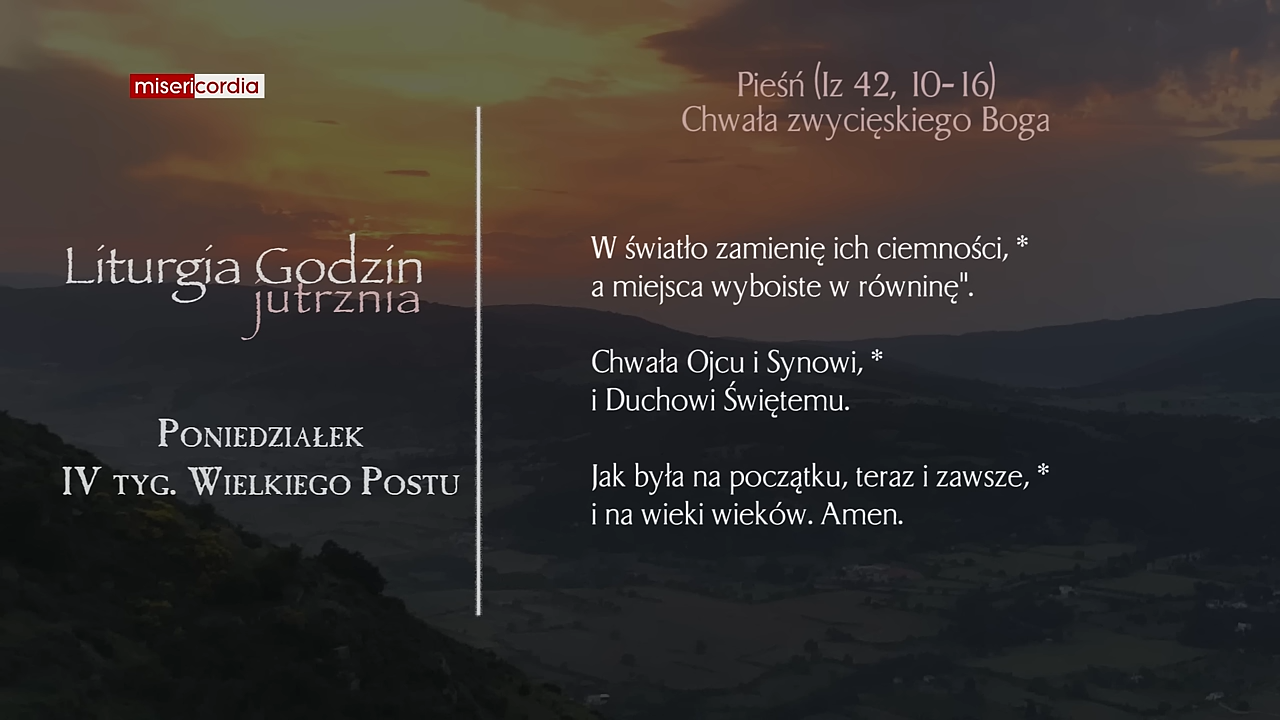 misericordia
Liturgia Godzin
jutrznia
Poniedziałek
IV tyg. Wielkiego Postu
Pieśń (Iz 42, 10-16)
Chwała zwycięskiego Boga
W światło zamienię ich ciemności, *
a miejsca wyboiste w równinę".
Chwała Ojcu i Synowi, *
i Duchowi Świętemu.
Jak była na początku, teraz i zawsze, *
i na wieki wieków. Amen.